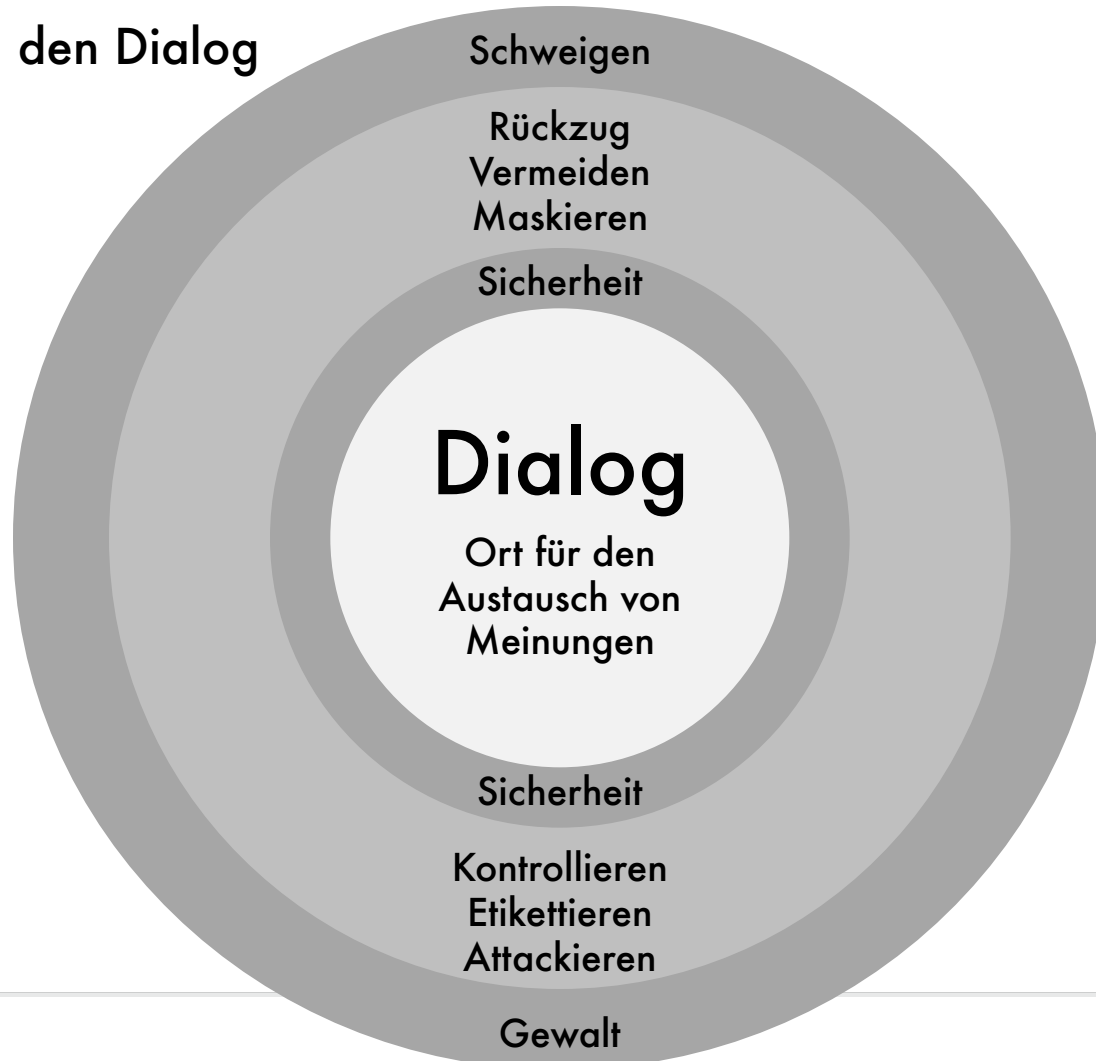 den Dialog
Schweigen
Rückzug
Vermeiden
Maskieren
Sicherheit
Dialog
Ort für den
Austausch von
Meinungen
Sicherheit
Kontrollieren
Etikettieren
Attackieren
Gewalt